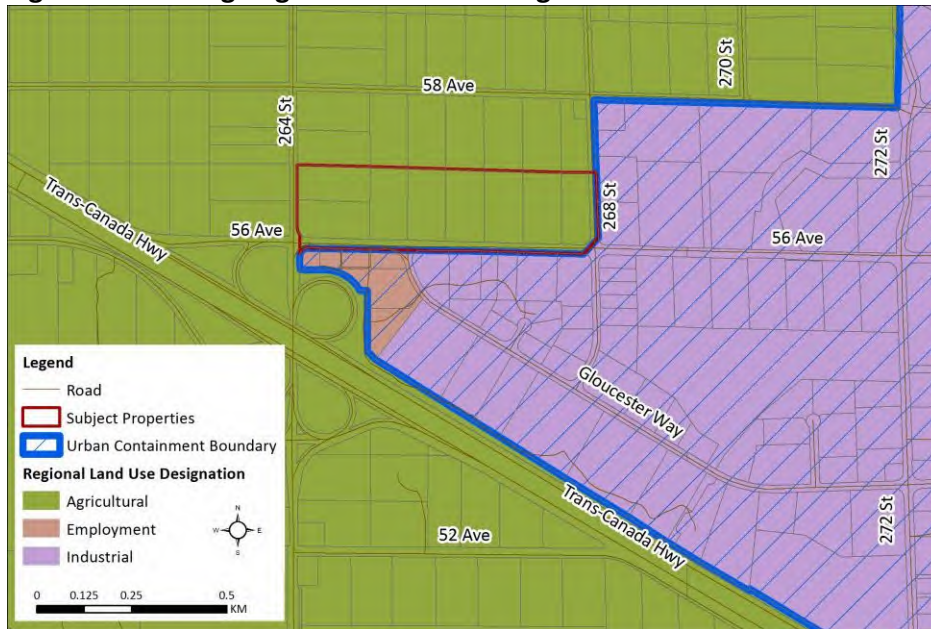 58 Ave
270 St
264 St
272 St
Trans-Canada Hwy
56 Ave
268 St
56 Ave
Gloucester Way
Trans-Canada Hwy
272 St
52 Ave
Legend
Road
Subject Properties
Urban Containment Boundary
Regional Land Use Designation
Agricultural
Employment
Industrial
N
W E
S
0 0.125 0.25 0.5
KM